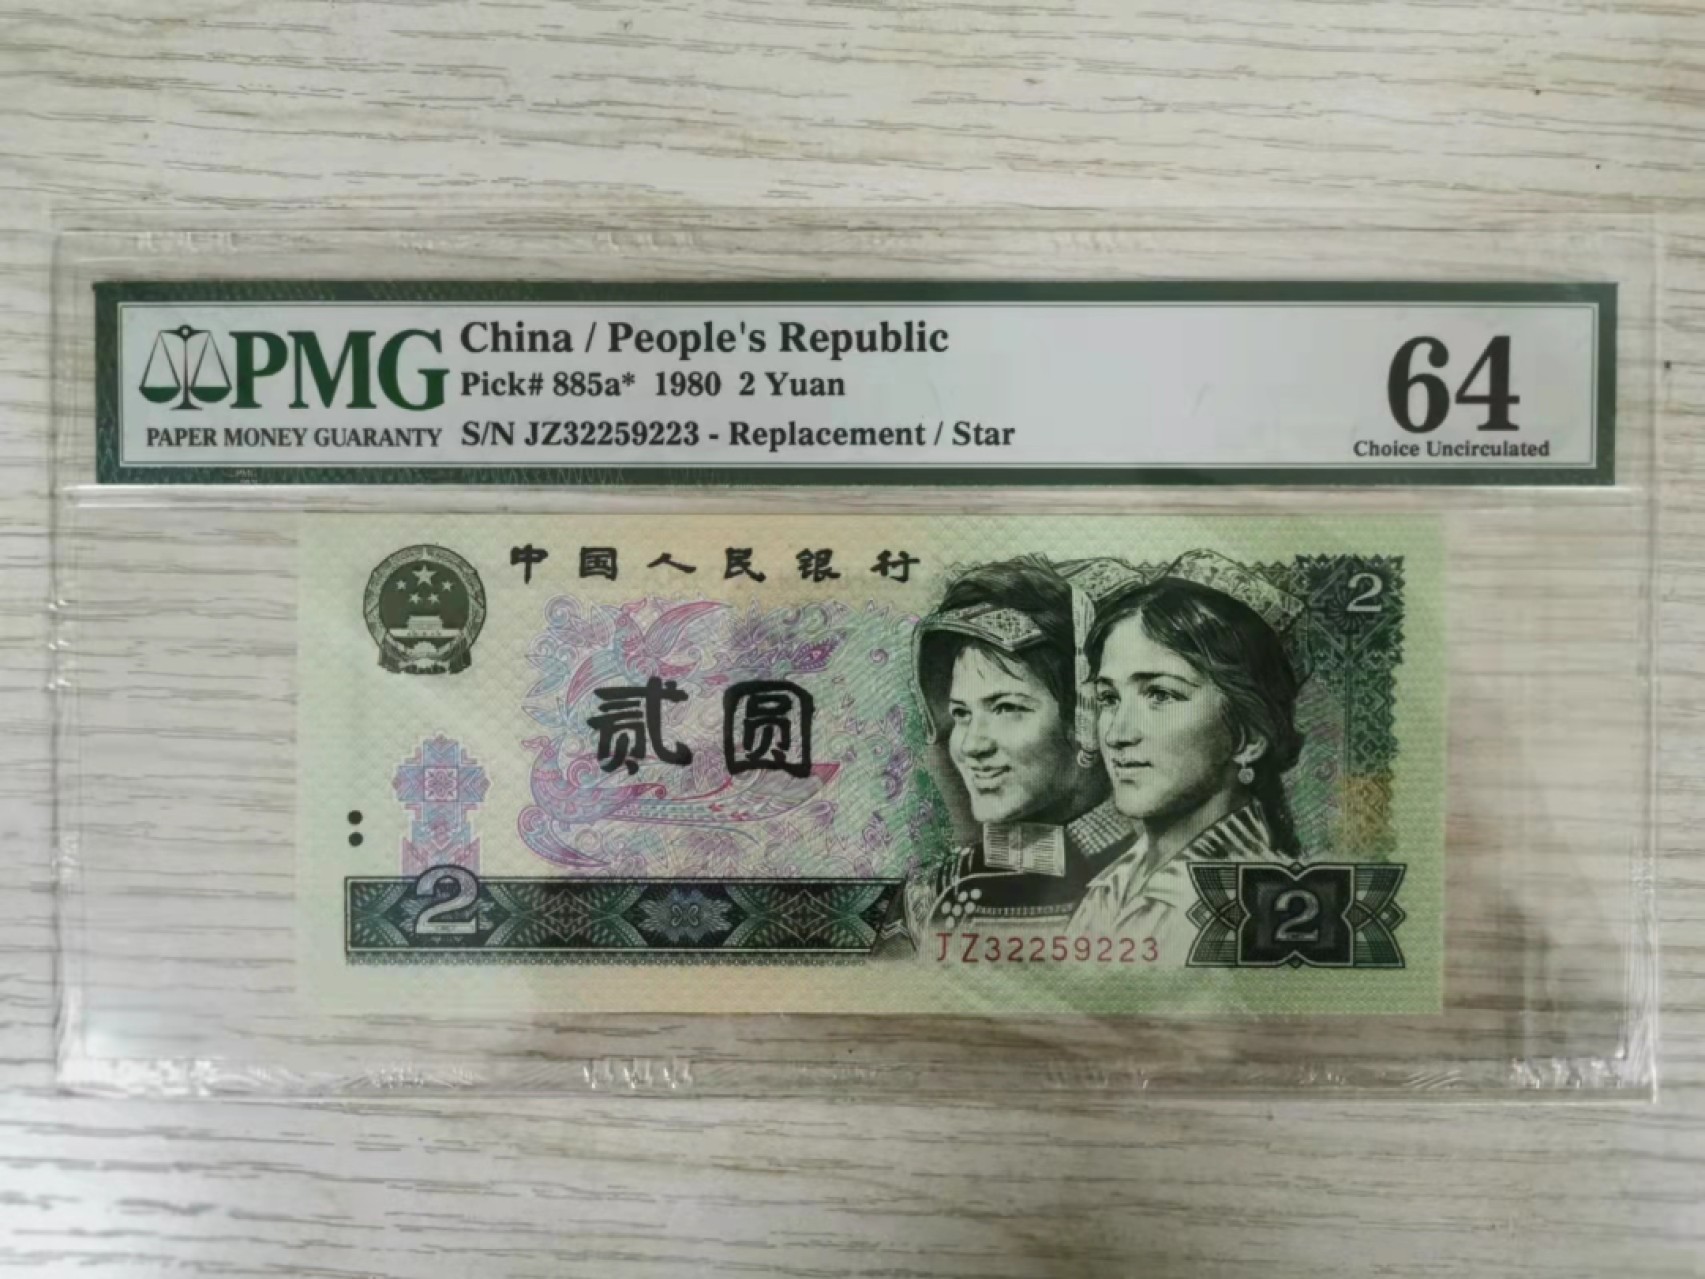 PMG
PAPER MONEY GUARANTY
China / People's Republic
Pick# 885a* 1980 2 Yuan
S/N JZ32259223 - Replacement / Star
64
Choice Uncirculated
中国人民银行
2
贰圆
2
JZ32259223
2